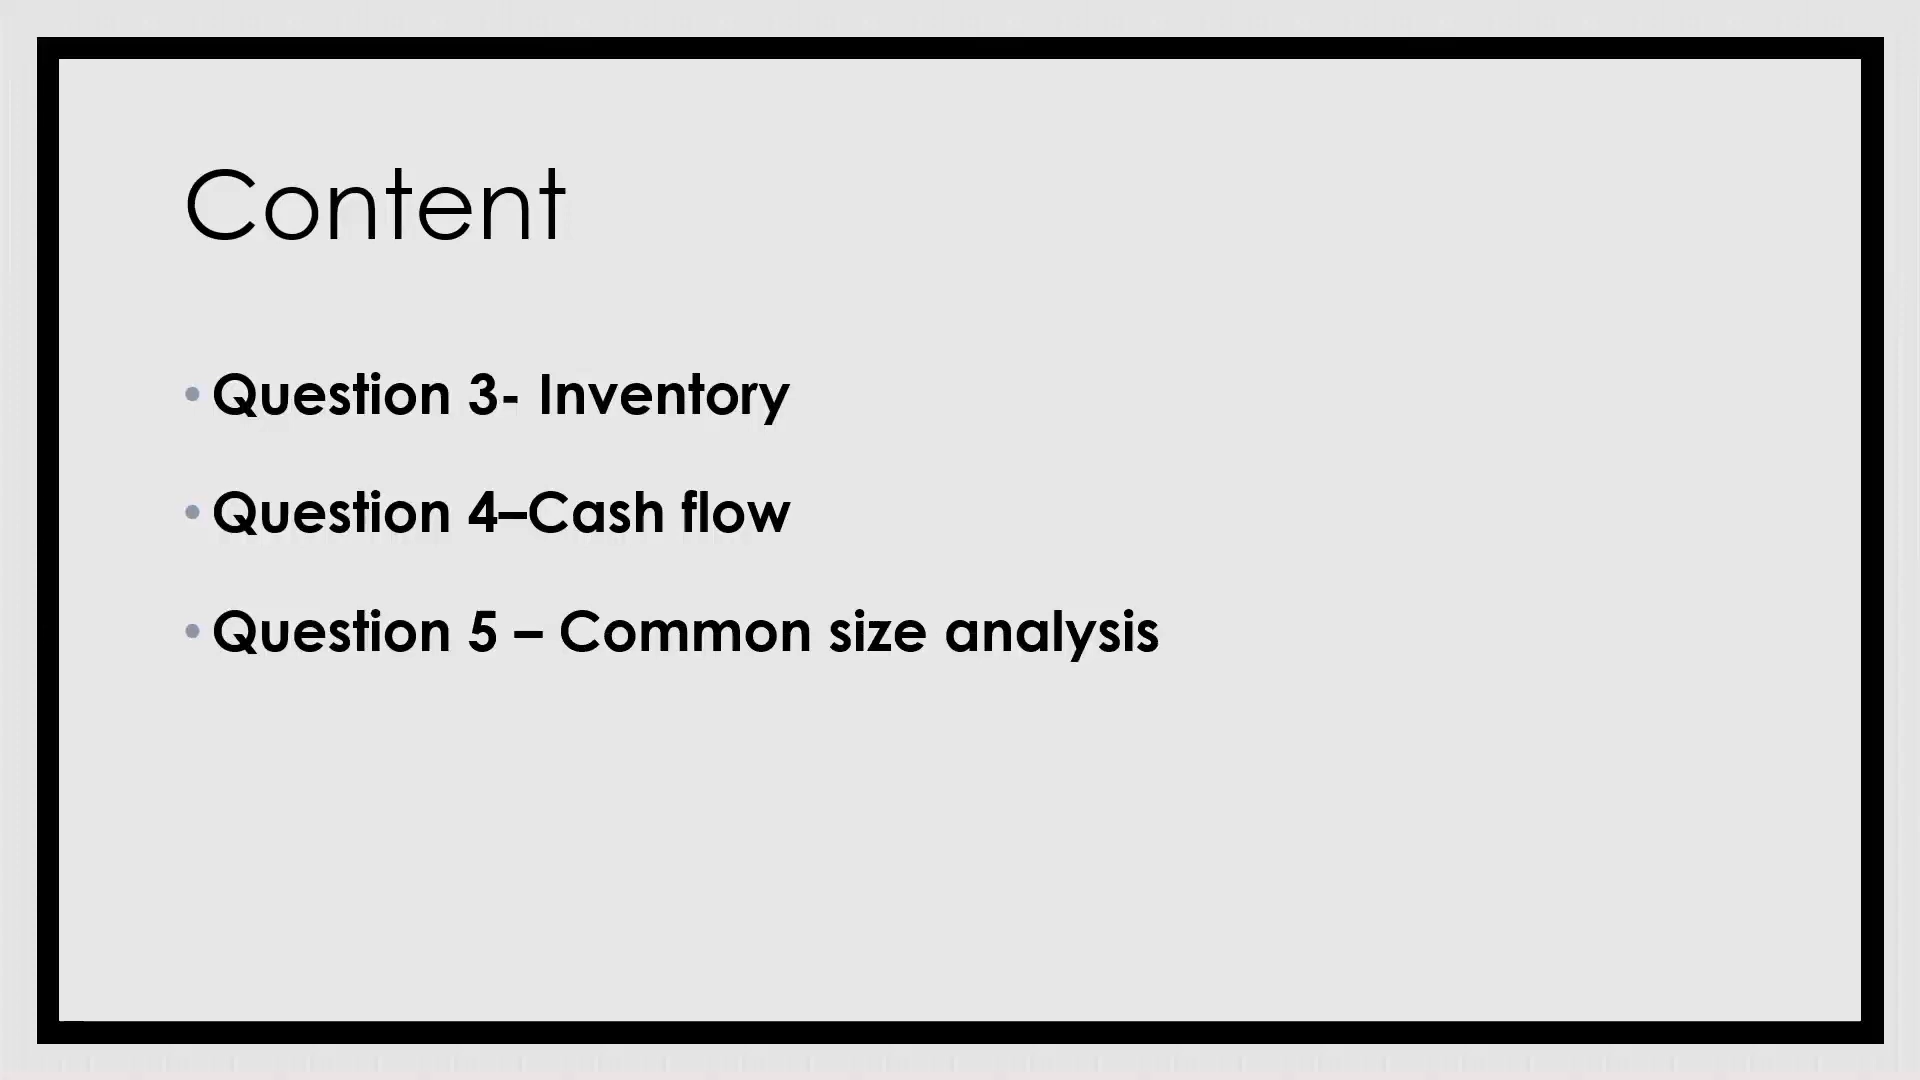 Content
• Question 3- Inventory
• Question 4–Cash flow
• Question 5 – Common size analysis